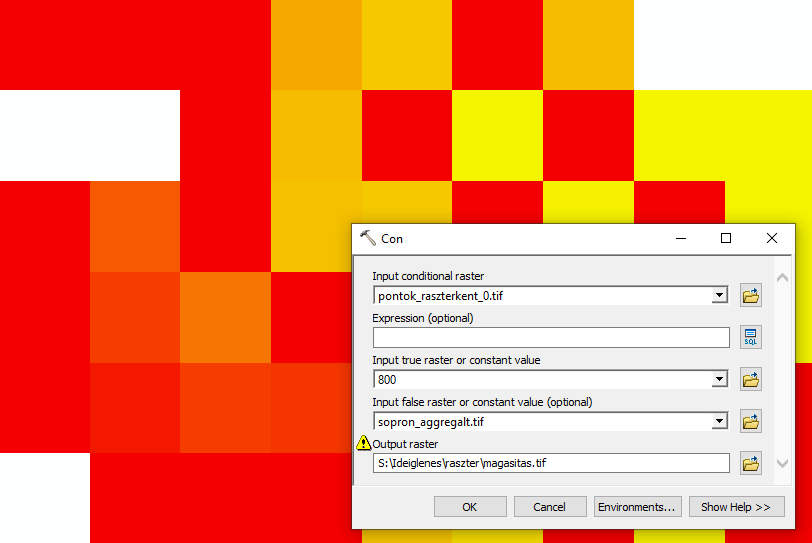 Con
Input conditional raster
pontok_raszterkent_0.tif
Expression (optional)
SQL
Input true raster or constant value
800
Input false raster or constant value (optional)
sopron_aggregalt.tif
Output raster
S:\Ideiglenes\raszter\magasitas.tif
OK Cancel Environments... Show Help >>